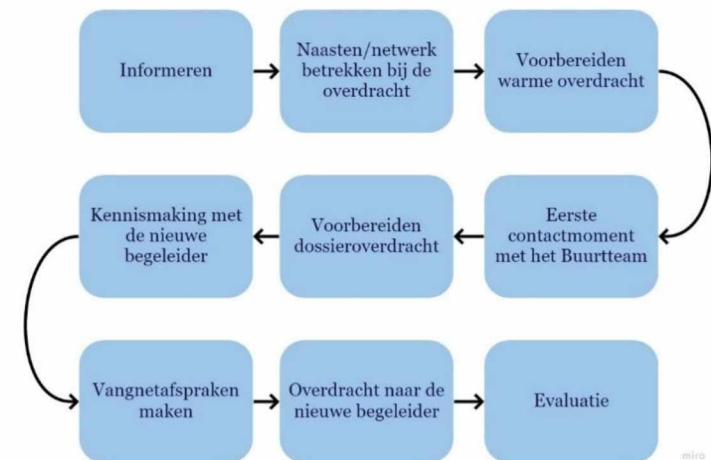 Informeren
Naasten/netwerk
betrekken bij de
overdracht
Voorbereiden
warme overdracht
Eerste
contactmoment
met het Buurtteam
Voorbereiden
dossieroverdracht
Kennismaking met
de nieuwe
begeleider
Vangnetafspraken
maken
Overdracht naar de
nieuwe begeleider
Evaluatie
miro